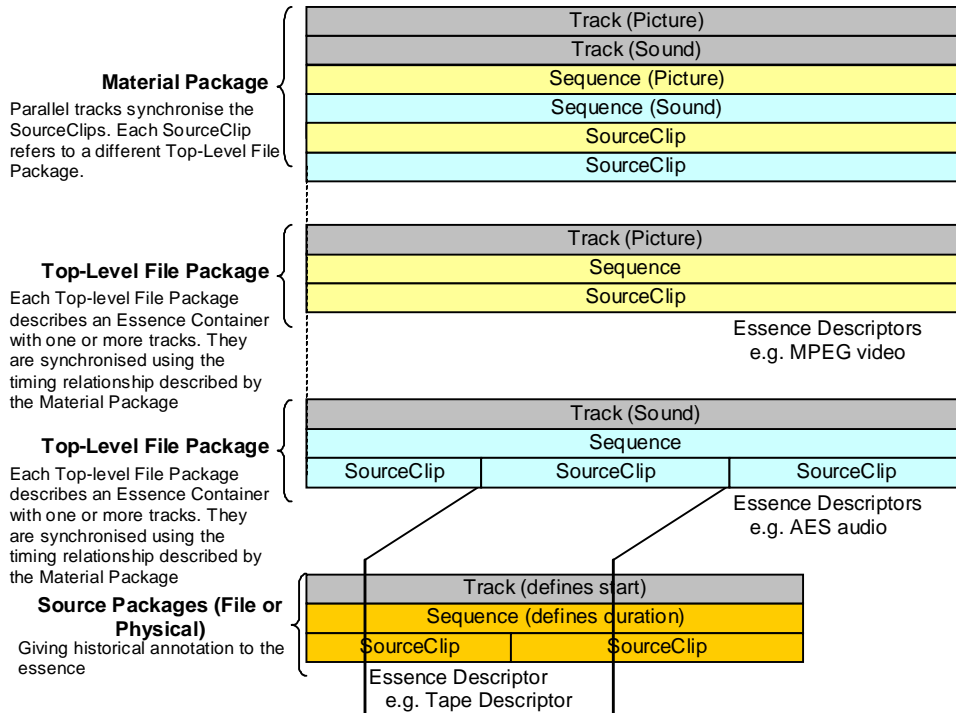 Track (Picture)
Track (Sound)
Sequence (Picture)
Sequence (Sound)
SourceClip
SourceClip
Material Package
Parallel tracks synchronise the
SourceClips. Each SourceClip
refers to a different Top-Level File
Package.
Track (Picture)
Sequence
SourceClip
Top-Level File Package
Each Top-level File Package
describes an Essence Container
with one or more tracks. They
are synchronised using the
timing relationship described by
the Material Package
Essence Descriptors
e.g. MPEG video
Track (Sound)
Sequence
SourceClip SourceClip SourceClip
Top-Level File Package
Each Top-level File Package
describes an Essence Container
with one or more tracks. They
are synchronised using the
timing relationship described by
the Material Package
Essence Descriptors
e.g. AES audio
Track (defines start)
Sequence (defines duration)
SourceClip SourceClip
Source Packages (File or
Physical)
Giving historical annotation to the
essence
Essence Descriptor
e.g. Tape Descriptor